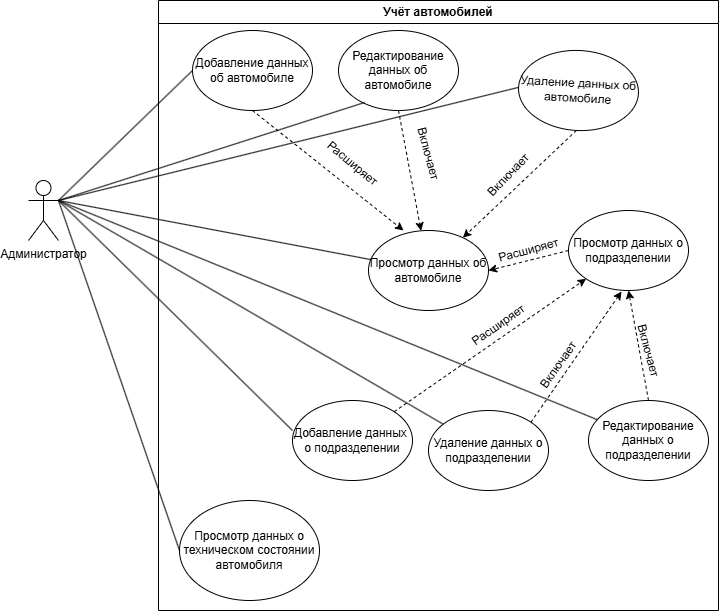 Учёт автомобилей
Добавление данных
об автомобиле
Редактирование
данных об
автомобиле
Удаление данных об
автомобиле
Расширяет
Включает
Включает
Администратор
Просмотр данных об
автомобиле
Расширяет
Просмотр данных о
подразделении
Расширяет
Включает
Включает
Добавление данных
о подразделении
Удаление данных о
подразделении
Редактирование
данных о
подразделении
Просмотр данных о
техническом состоянии
автомобиля